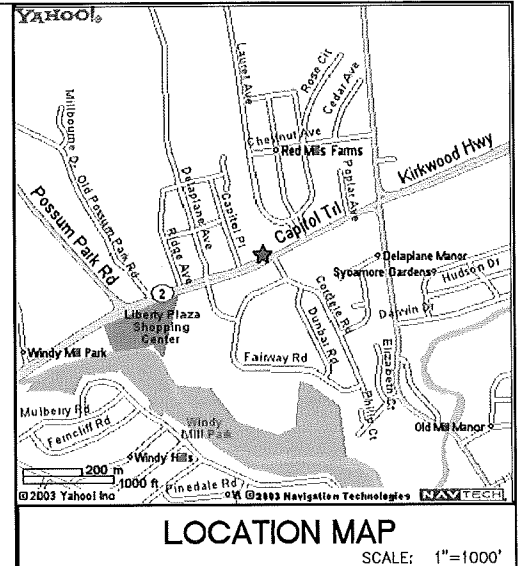 YAHOO!®
Laurel Ave
Rose Cir
Cedar Ave
Chestnut Ave
Red Mills Farms
Kirkwood Hwy
Milbourne Dr
Old Possum Park Rd
Possum Park Rd
Delaplane Ave
Ridge Ave
Capitol Pl
Capitol Trl
Poplar Ave
Delaplane Manor
Sycamore Gardens
Hudson Dr
2
Liberty Plaza
Shopping
Center
Cordele Rd
Dunbar Rd
Darwin Dr
Elizabeth Ct
Windy Mill Park
Fairway Rd
Philip Ct
Mulberry Rd
Ferncliff Rd
Windy
Mill Park
Old Mill Manor
Windy Hills
200 m
1000 ft
Pinedale Rd
©2003 Yahoo! Inc
©2003 Navigation Technologies
NAVTECH
LOCATION MAP
SCALE: 1"=1000'